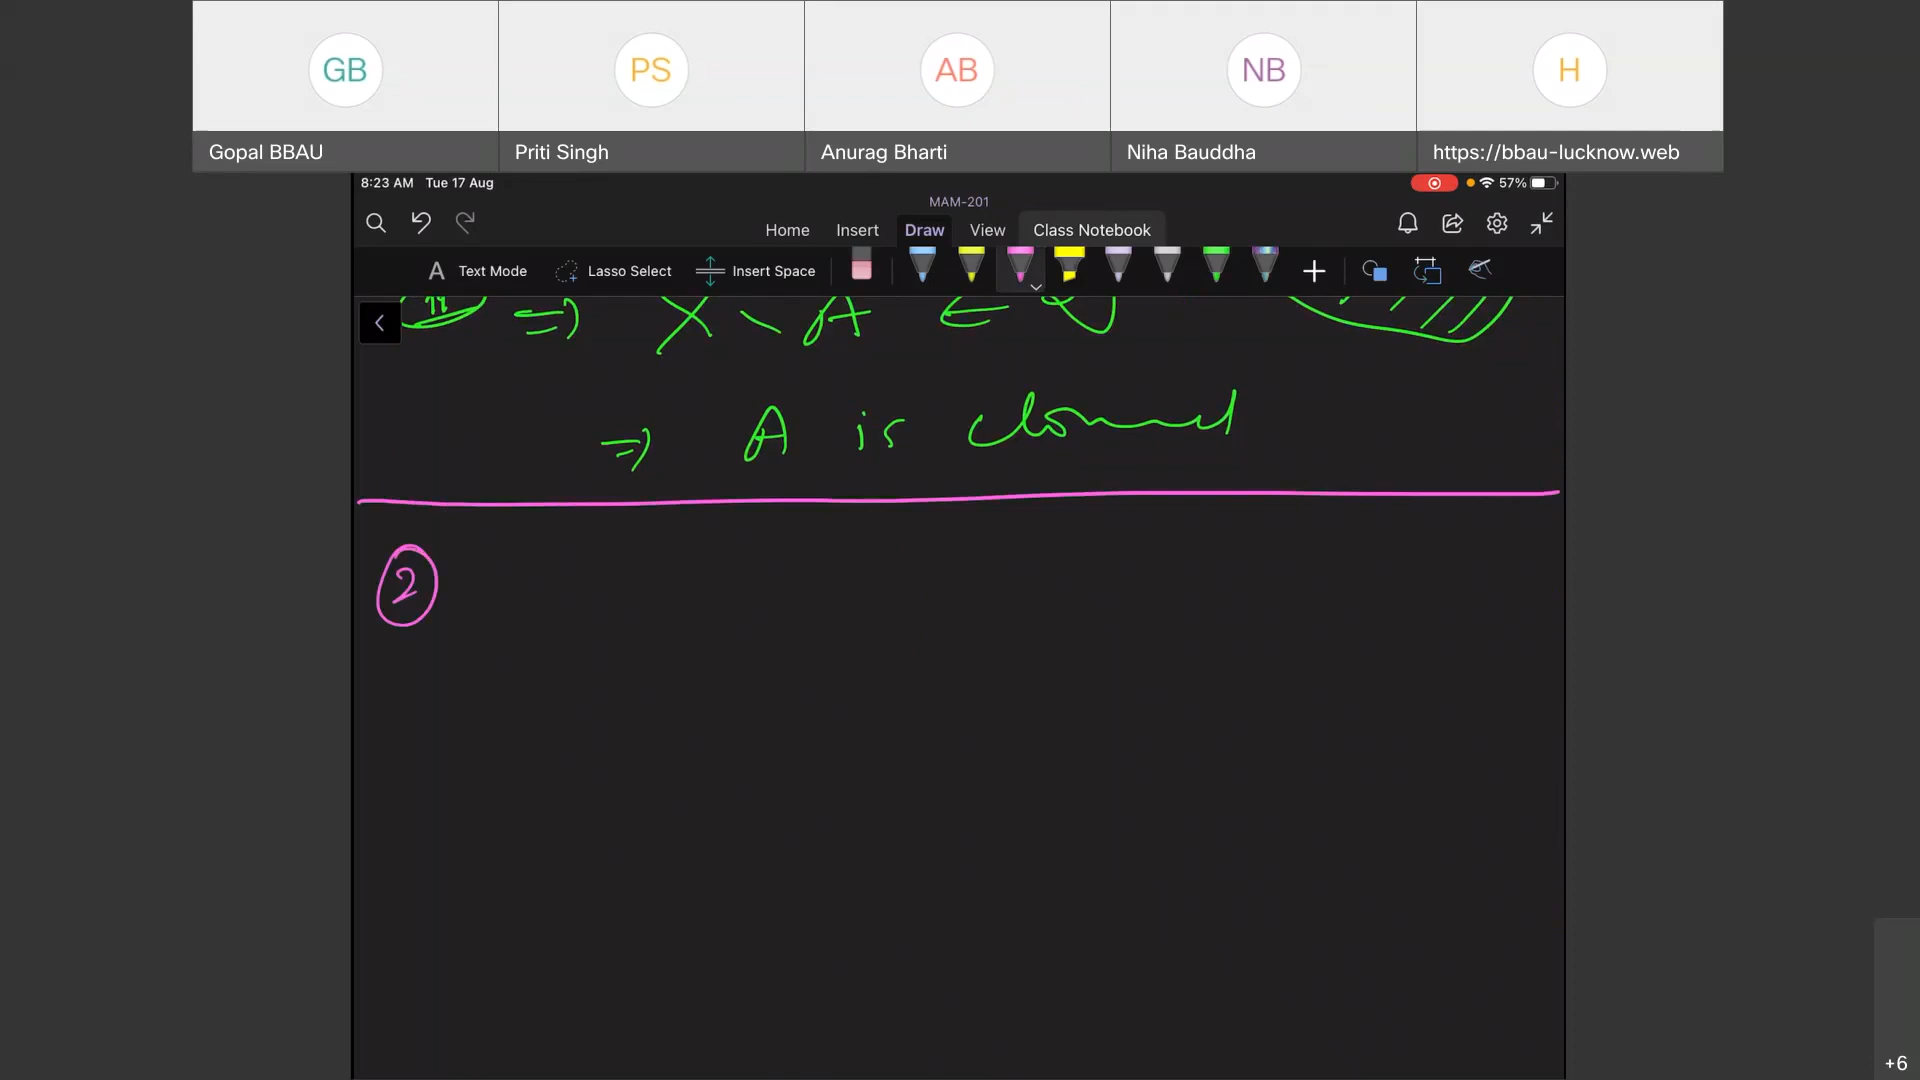 GB PS AB NB H
Gopal BBAU Priti Singh Anurag Bharti Niha Bauddha https://bbau-lucknow.web
8:23 AM Tue 17 Aug 57%
MAM-201
Home Insert Draw View Class Notebook
A Text Mode Lasso Select Insert Space
⇒ X \ A ∈
⇒ A is closed
2
+6